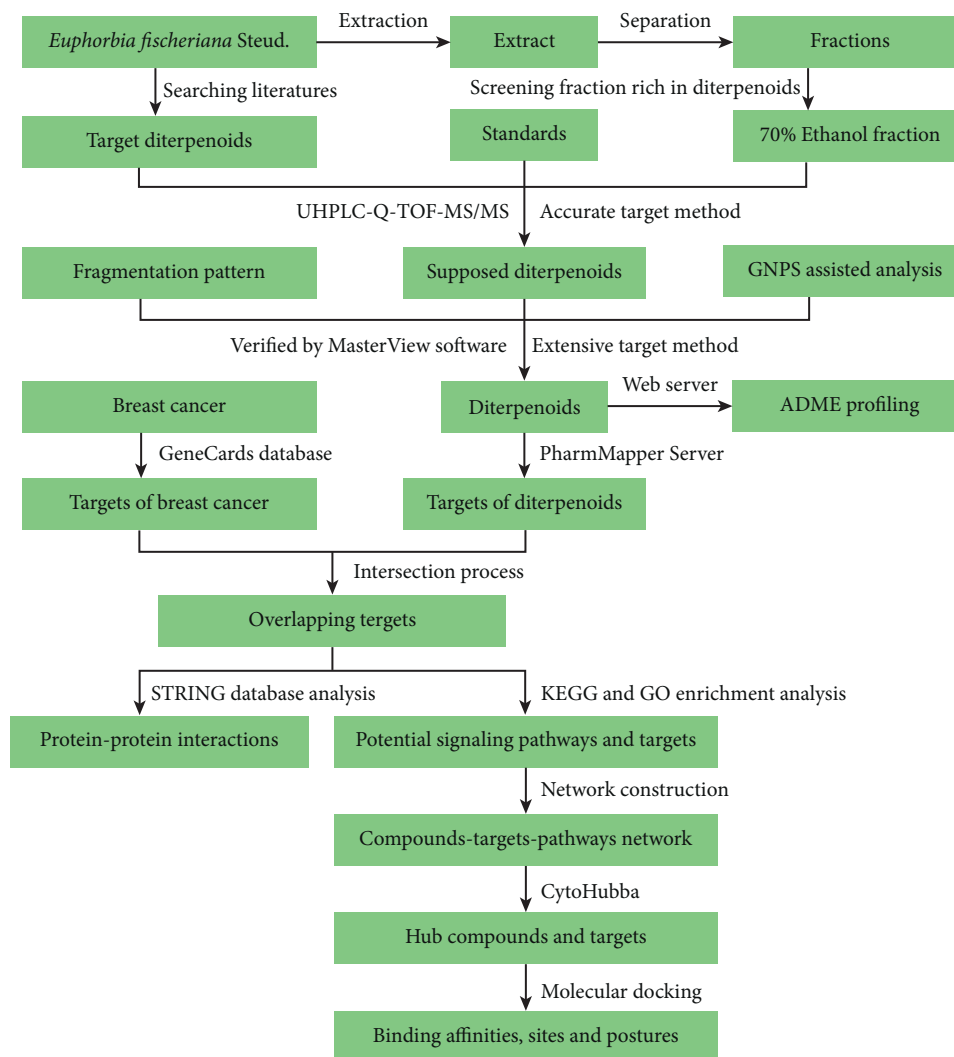 Euphorbia fischeriana Steud.
Extraction
Extract
Separation
Fractions
Searching literatures
Screening fraction rich in diterpenoids
Target diterpenoids
Standards
70% Ethanol fraction
UHPLC-Q-TOF-MS/MS
Accurate target method
Fragmentation pattern
Supposed diterpenoids
GNPS assisted analysis
Verified by MasterView software
Extensive target method
Breast cancer
Diterpenoids
Web server
ADME profiling
GeneCards database
PharmMapper Server
Targets of breast cancer
Targets of diterpenoids
Intersection process
Overlapping tergets
STRING database analysis
KEGG and GO enrichment analysis
Protein-protein interactions
Potential signaling pathways and targets
Network construction
Compounds-targets-pathways network
CytoHubba
Hub compounds and targets
Molecular docking
Binding affinities, sites and postures